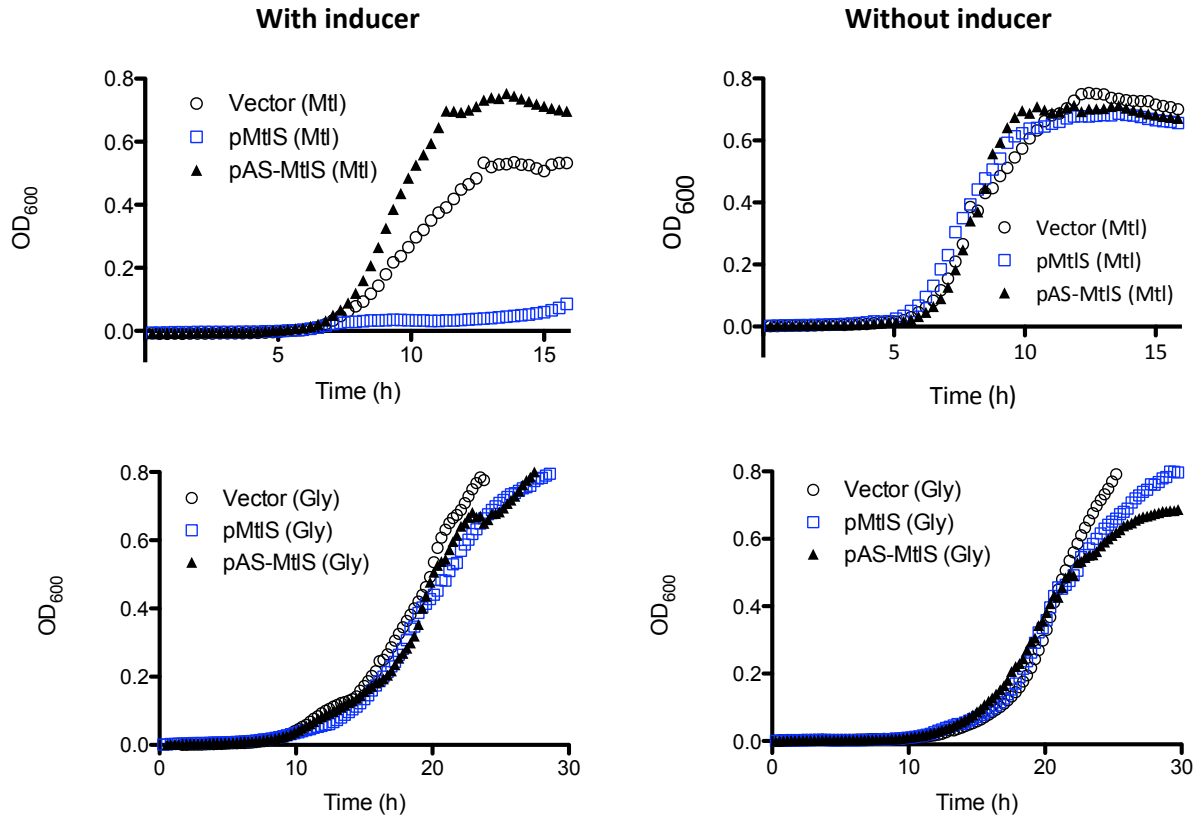 With inducer
Without inducer
0.8
0.6
0.4
0.2
0.0
OD600
Vector (Mtl)
pMtlS (Mtl)
pAS-MtlS (Mtl)
5
10
15
Time (h)
0.8
0.6
0.4
0.2
0.0
OD600
Vector (Mtl)
pMtlS (Mtl)
pAS-MtlS (Mtl)
5
10
15
Time (h)
0.8
0.6
0.4
0.2
0.0
OD600
Vector (Gly)
pMtlS (Gly)
pAS-MtlS (Gly)
0
10
20
30
Time (h)
0.8
0.6
0.4
0.2
0.0
OD600
Vector (Gly)
pMtlS (Gly)
pAS-MtlS (Gly)
0
10
20
30
Time (h)